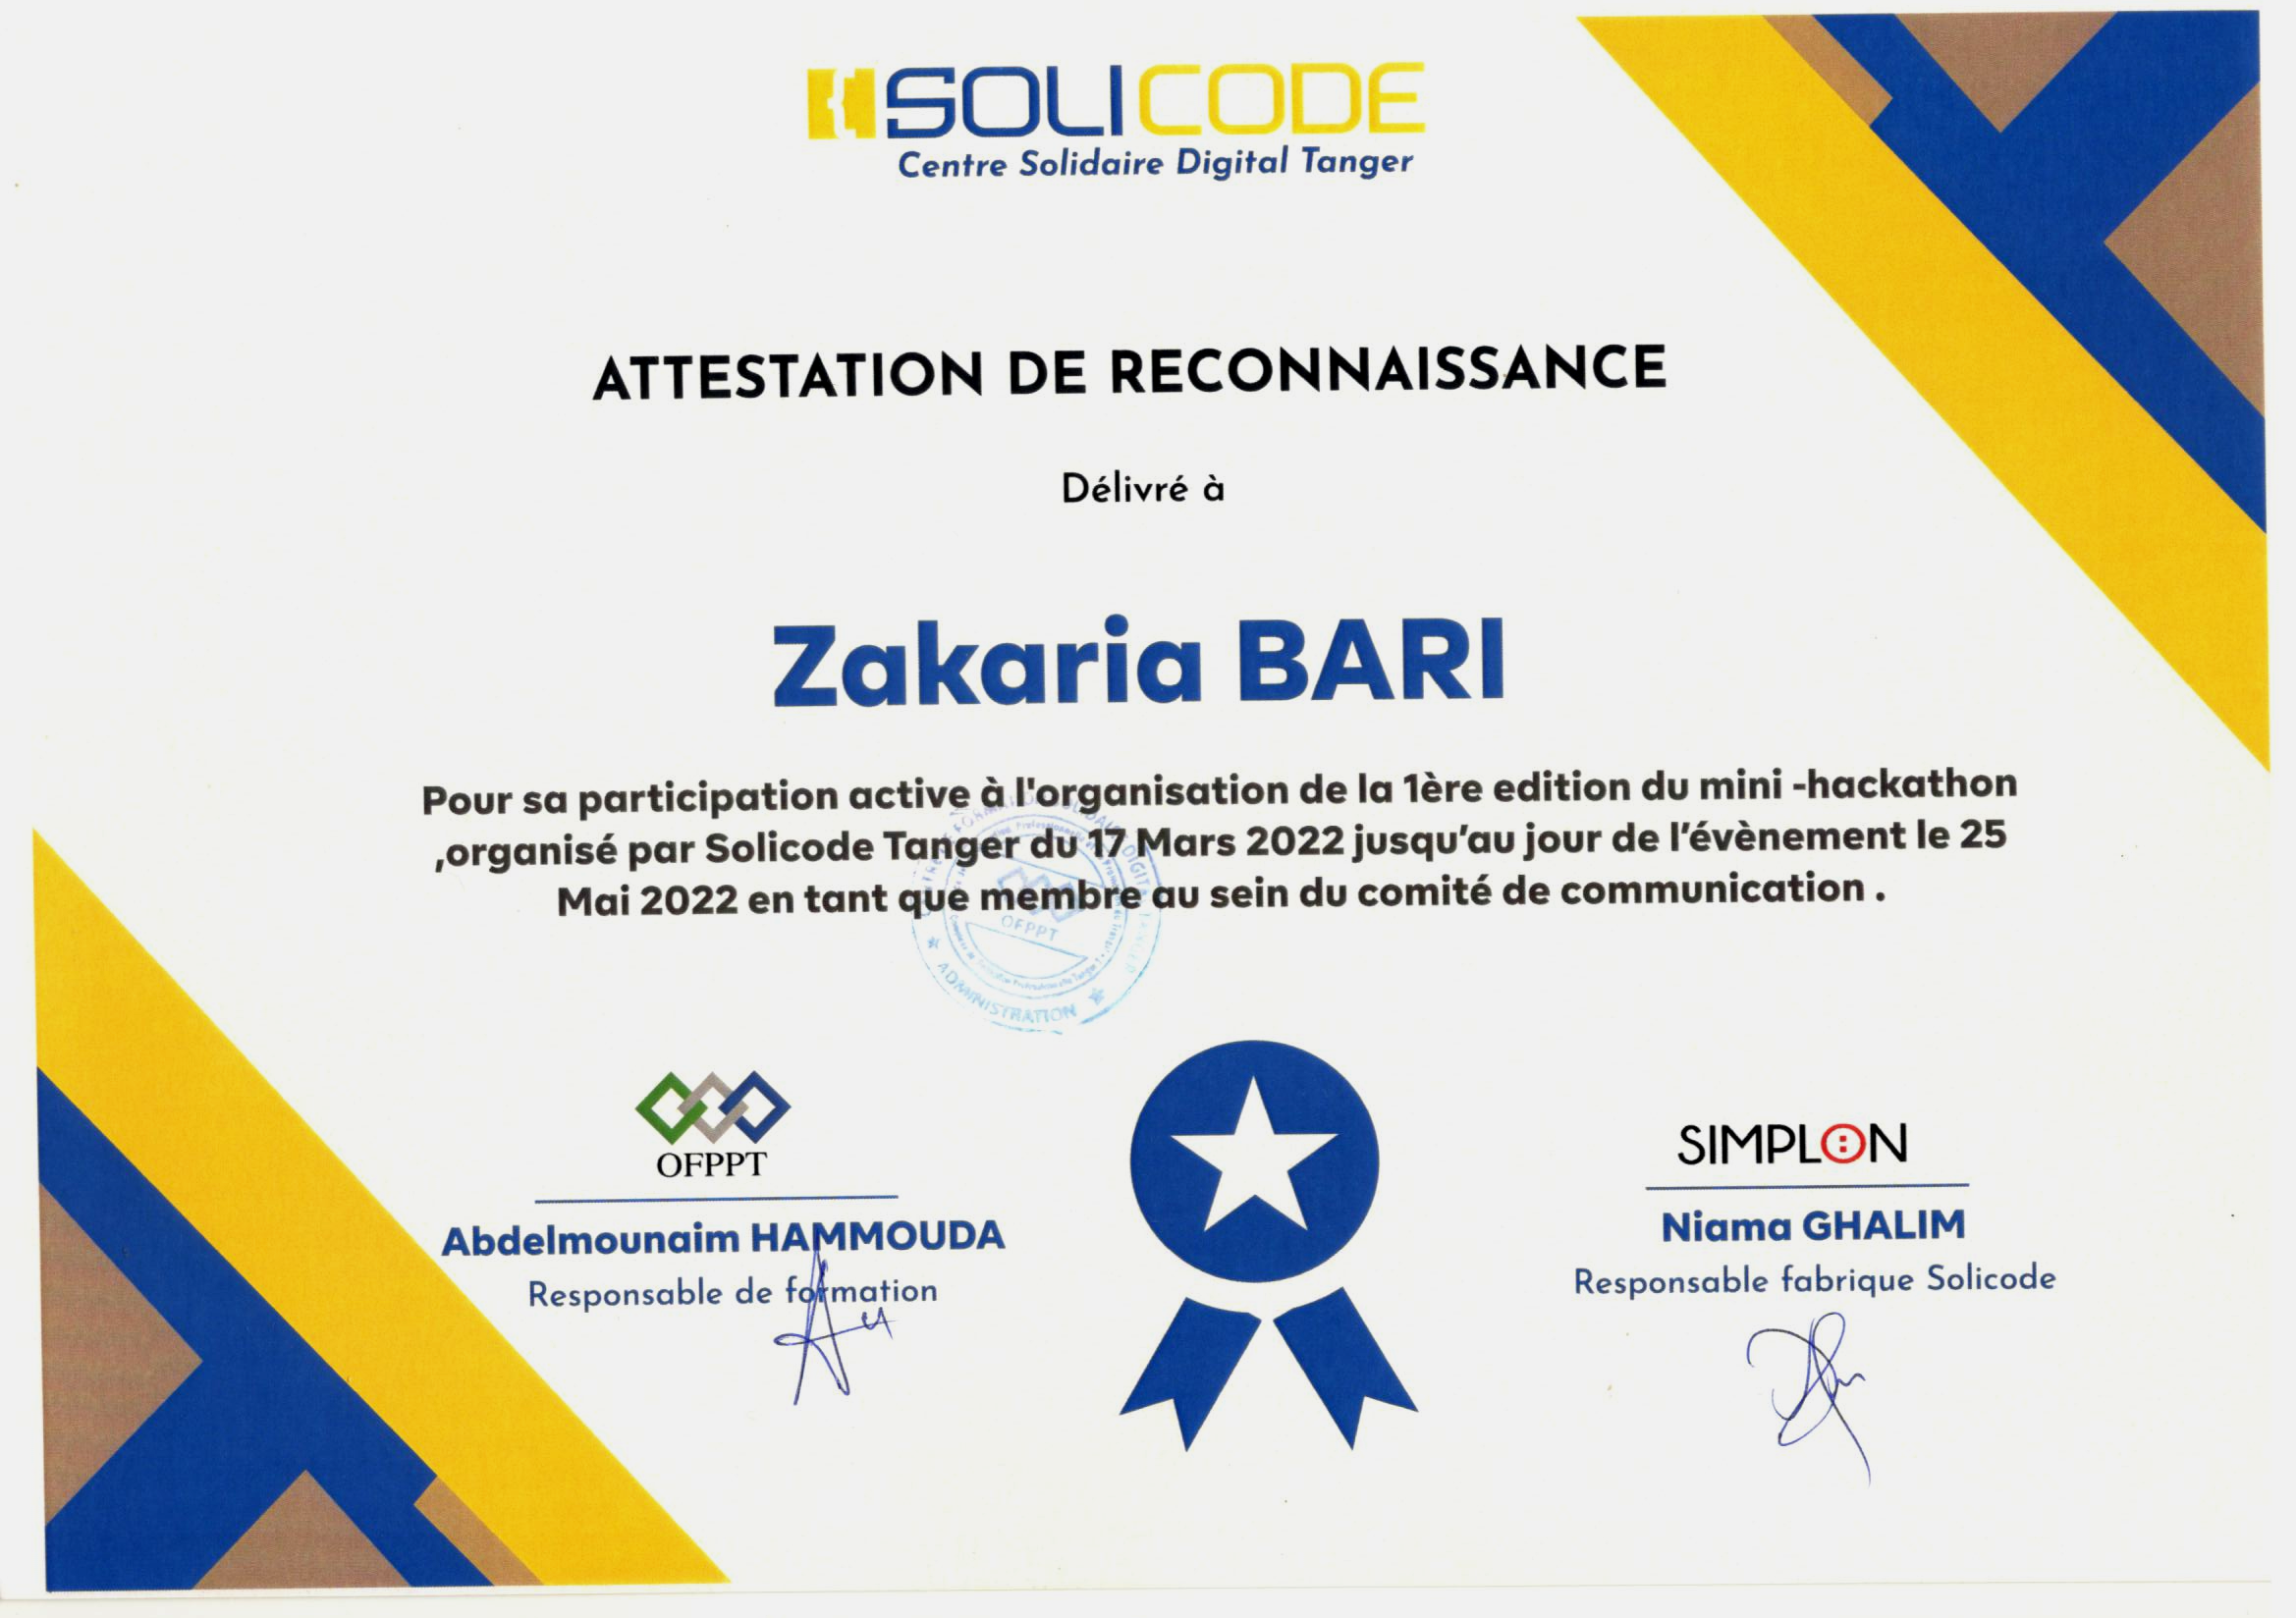 SOLICODE
Centre Solidaire Digital Tanger
ATTESTATION DE RECONNAISSANCE
Délivré à
Zakaria BARI
Pour sa participation active à l'organisation de la 1ère edition du mini -hackathon
,organisé par Solicode Tanger du 17 Mars 2022 jusqu'au jour de l'évènement le 25
Mai 2022 en tant que membre au sein du comité de communication .
OFPPT
ADMINISTRATION
OFPPT
Abdelmounaim HAMMOUDA
Responsable de formation
SIMPLON
Niama GHALIM
Responsable fabrique Solicode